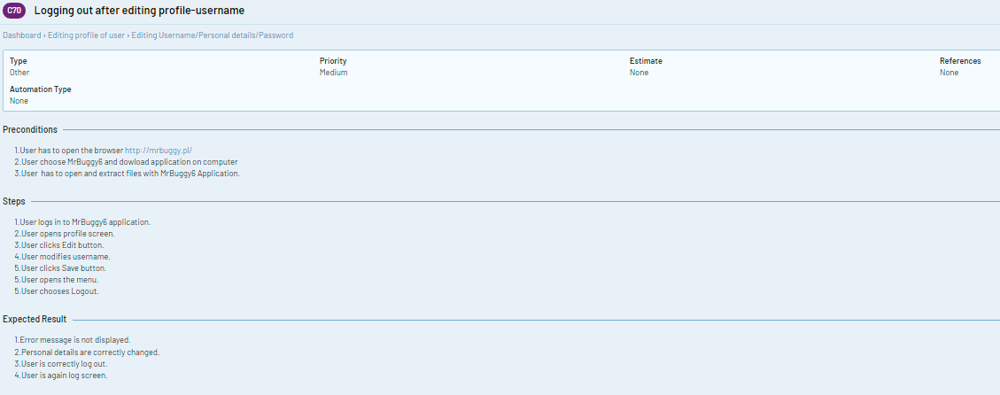 C70 Logging out after editing profile-username
Dashboard › Editing profile of user › Editing Username/Personal details/Password
Type Priority Estimate References
Other Medium None None
Automation Type
None
Preconditions
1.User has to open the browser http://mrbuggy.pl/
2.User choose MrBuggy6 and dowload application on computer
3.User has to open and extract files with MrBuggy6 Application.
Steps
1.User logs in to MrBuggy6 application.
2.User opens profile screen.
3.User clicks Edit button.
4.User modifies username.
5.User clicks Save button.
5.User opens the menu.
5.User chooses Logout.
Expected Result
1.Error message is not displayed.
2.Personal details are correctly changed.
3.User is correctly log out.
4.User is again log screen.